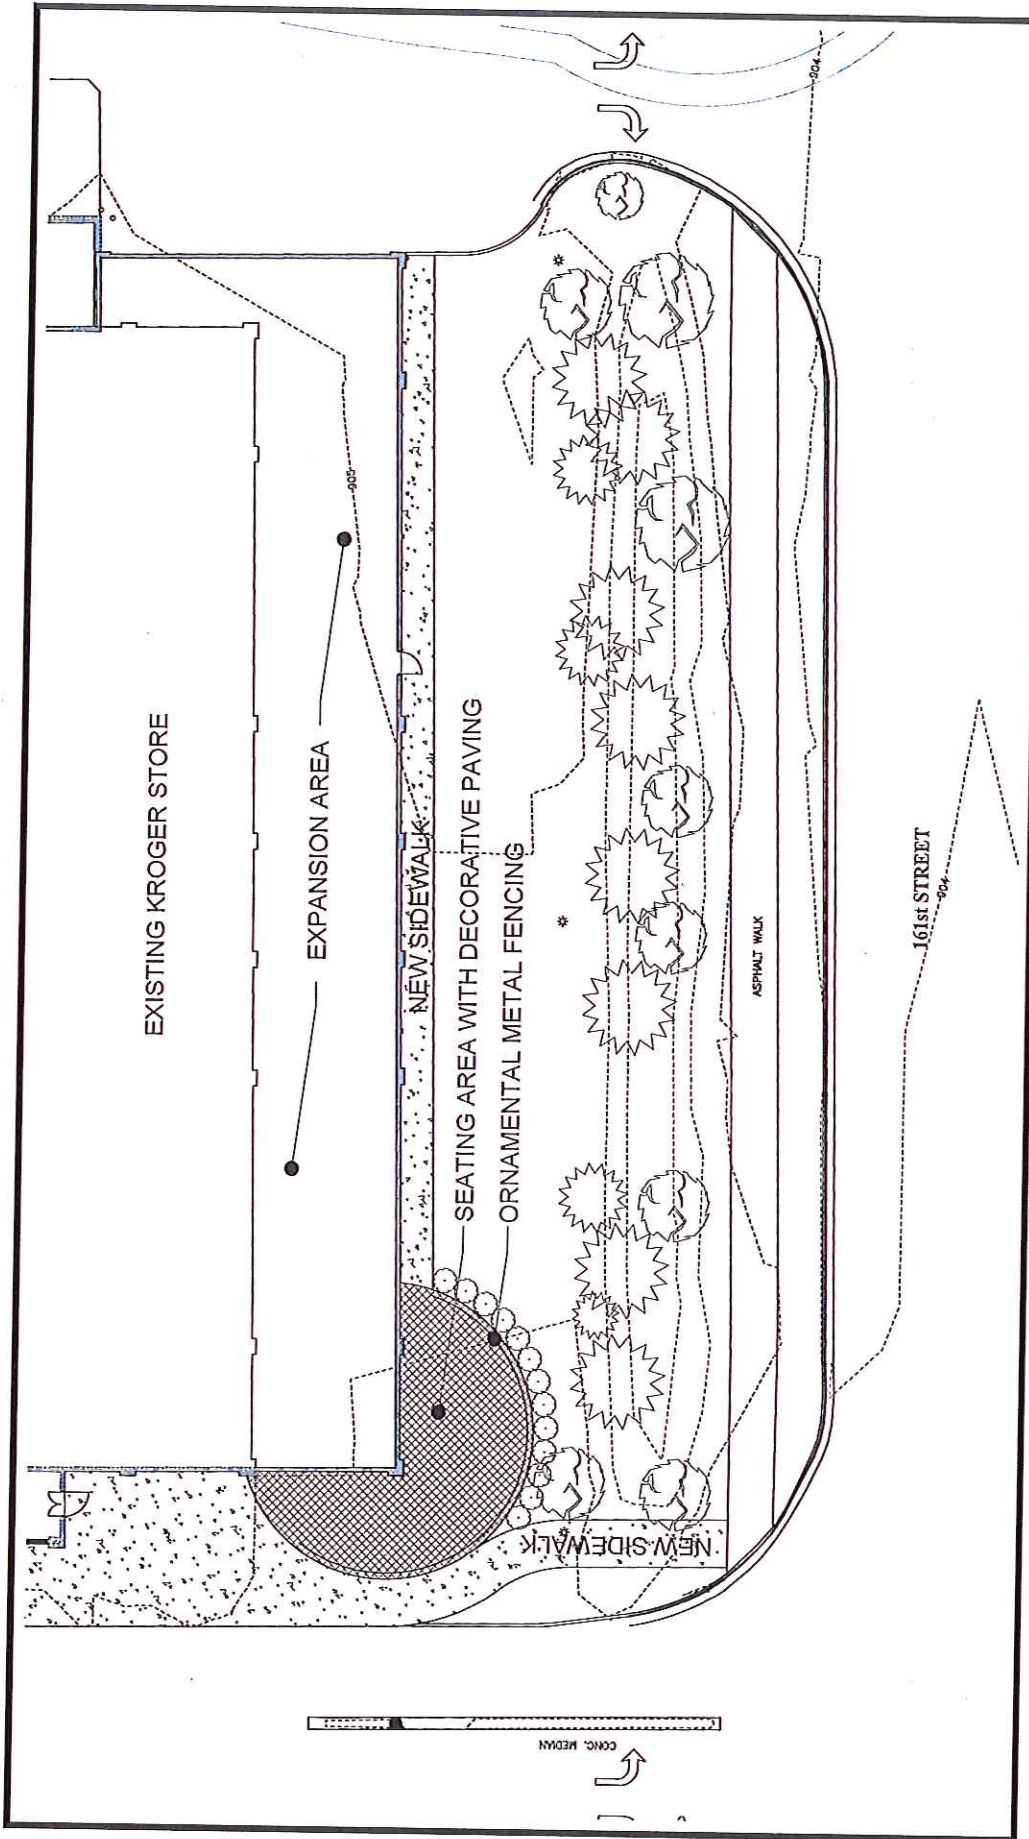 EXISTING KROGER STORE
EXPANSION AREA
905
NEW SIDEWALK
SEATING AREA WITH DECORATIVE PAVING
ORNAMENTAL METAL FENCING
NEW SIDEWALK
ASPHALT WALK
161st STREET
904
904
CONC. MEDIAN